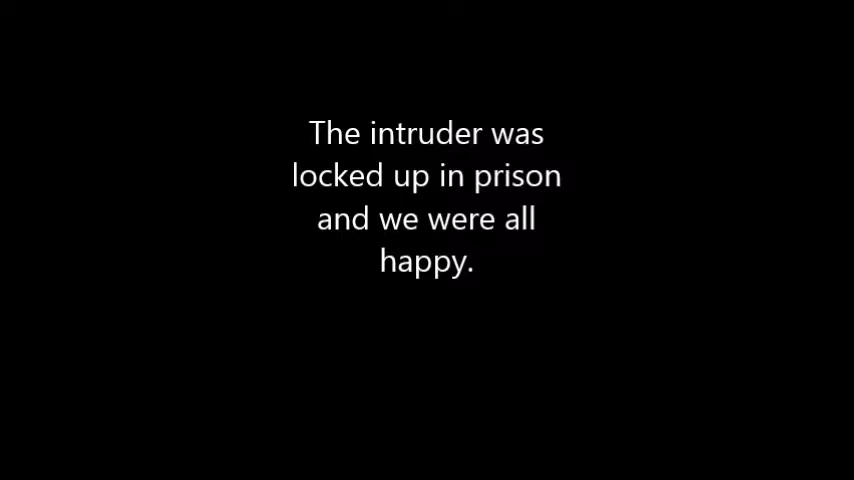 The intruder was
locked up in prison
and we were all
happy.